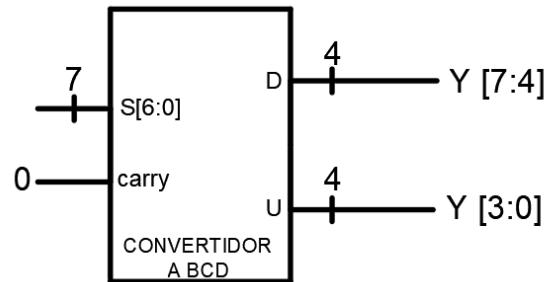 7
S[6:0]
0
carry
D
4
Y [7:4]
U
4
Y [3:0]
CONVERTIDOR
A BCD